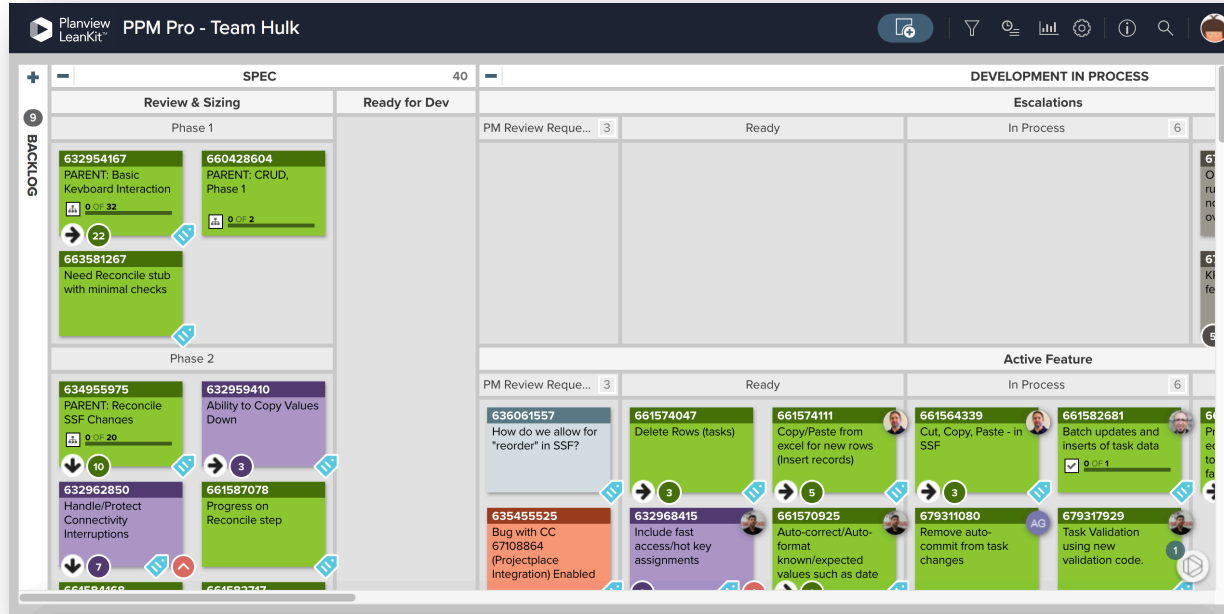 Planview
LeanKit™
PPM Pro - Team Hulk
SPEC
40
DEVELOPMENT IN PROCESS
9
BACKLOG
Review & Sizing
Ready for Dev
Escalations
Phase 1
PM Review Reque... 3
Ready
In Process 6
632954167
PARENT: Basic
Keyboard Interaction
0 OF 32
22
660428604
PARENT: CRUD,
Phase 1
0 OF 2
663581267
Need Reconcile stub
with minimal checks
5
Phase 2
Active Feature
PM Review Reque... 3
Ready
In Process 6
634955975
PARENT: Reconcile
SSF Changes
0 OF 20
10
632959410
Ability to Copy Values
Down
3
632962850
Handle/Protect
Connectivity
Interruptions
7
661587078
Progress on
Reconcile step
636061557
How do we allow for
"reorder" in SSF?
661574047
Delete Rows (tasks)
3
661574111
Copy/Paste from
excel for new rows
(Insert records)
5
661564339
Cut, Copy, Paste - in
SSF
3
661582681
Batch updates and
inserts of task data
0 OF 1
635455525
Bug with CC
67108864
(Projectplace
Integration) Enabled
632968415
Include fast
access/hot key
assignments
661570925
Auto-correct/Auto-
format
known/expected
values such as date
679311080
AG
Remove auto-
commit from task
changes
679317929
Task Validation
using new
validation code.
1